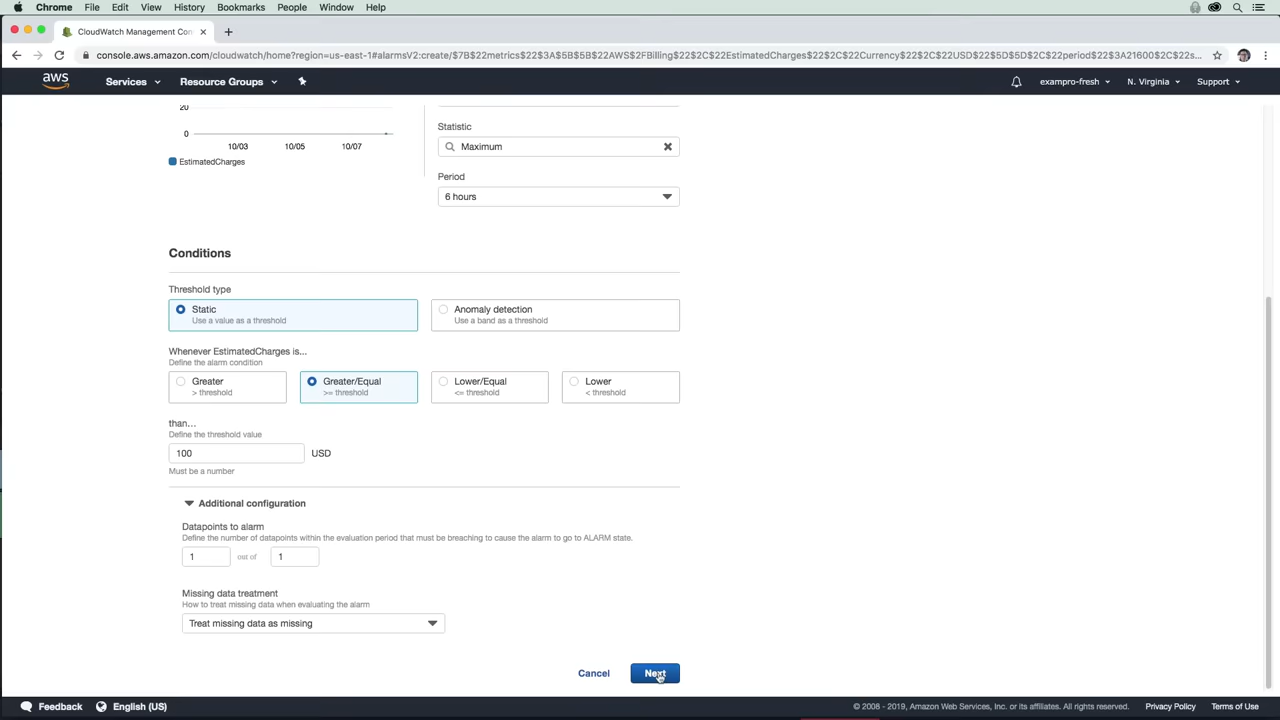 Chrome File Edit View History Bookmarks People Window Help
CloudWatch Management Con
console.aws.amazon.com/cloudwatch/home?region=us-east-1#alarmsV2:create/$7B$22metrics$22$3A$5B$5B$22AWS$2FBilling$22$2C$22EstimatedCharges$22$2C$22Currency$22$2C$22USD$22$5D$5D$2C$22period$22$3A21600$2C$22s...
aws Services Resource Groups exampro-fresh N. Virginia Support
20
0
10/03 10/05 10/07
EstimatedCharges
Statistic
Maximum
Period
6 hours
Conditions
Threshold type
Static
Use a value as a threshold
Anomaly detection
Use a band as a threshold
Whenever EstimatedCharges is...
Define the alarm condition
Greater
> threshold
Greater/Equal
>= threshold
Lower/Equal
<= threshold
Lower
< threshold
than...
Define the threshold value
100 USD
Must be a number
Additional configuration
Datapoints to alarm
Define the number of datapoints within the evaluation period that must be breaching to cause the alarm to go to ALARM state.
1 out of 1
Missing data treatment
How to treat missing data when evaluating the alarm
Treat missing data as missing
Cancel Next
Feedback English (US) © 2008 - 2019, Amazon Web Services, Inc. or its affiliates. All rights reserved. Privacy Policy Terms of Use